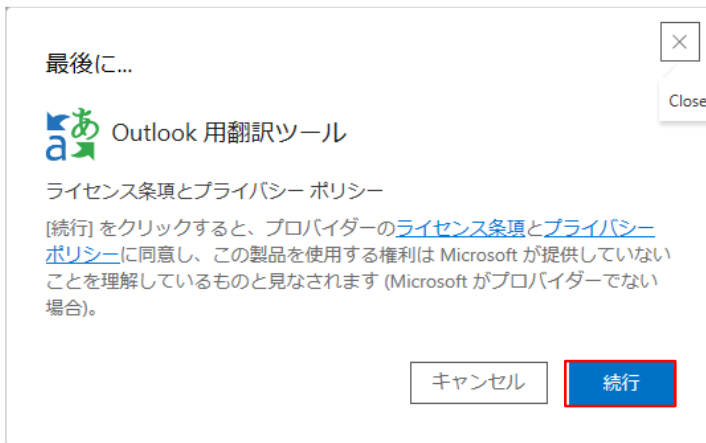 最後に...
Close
あ
a
Outlook 用翻訳ツール
ライセンス条項とプライバシー ポリシー
[続行] をクリックすると、プロバイダーのライセンス条項とプライバシー
ポリシーに同意し、この製品を使用する権利は Microsoft が提供していない
ことを理解しているものと見なされます (Microsoft がプロバイダーでない
場合)。
キャンセル
続行